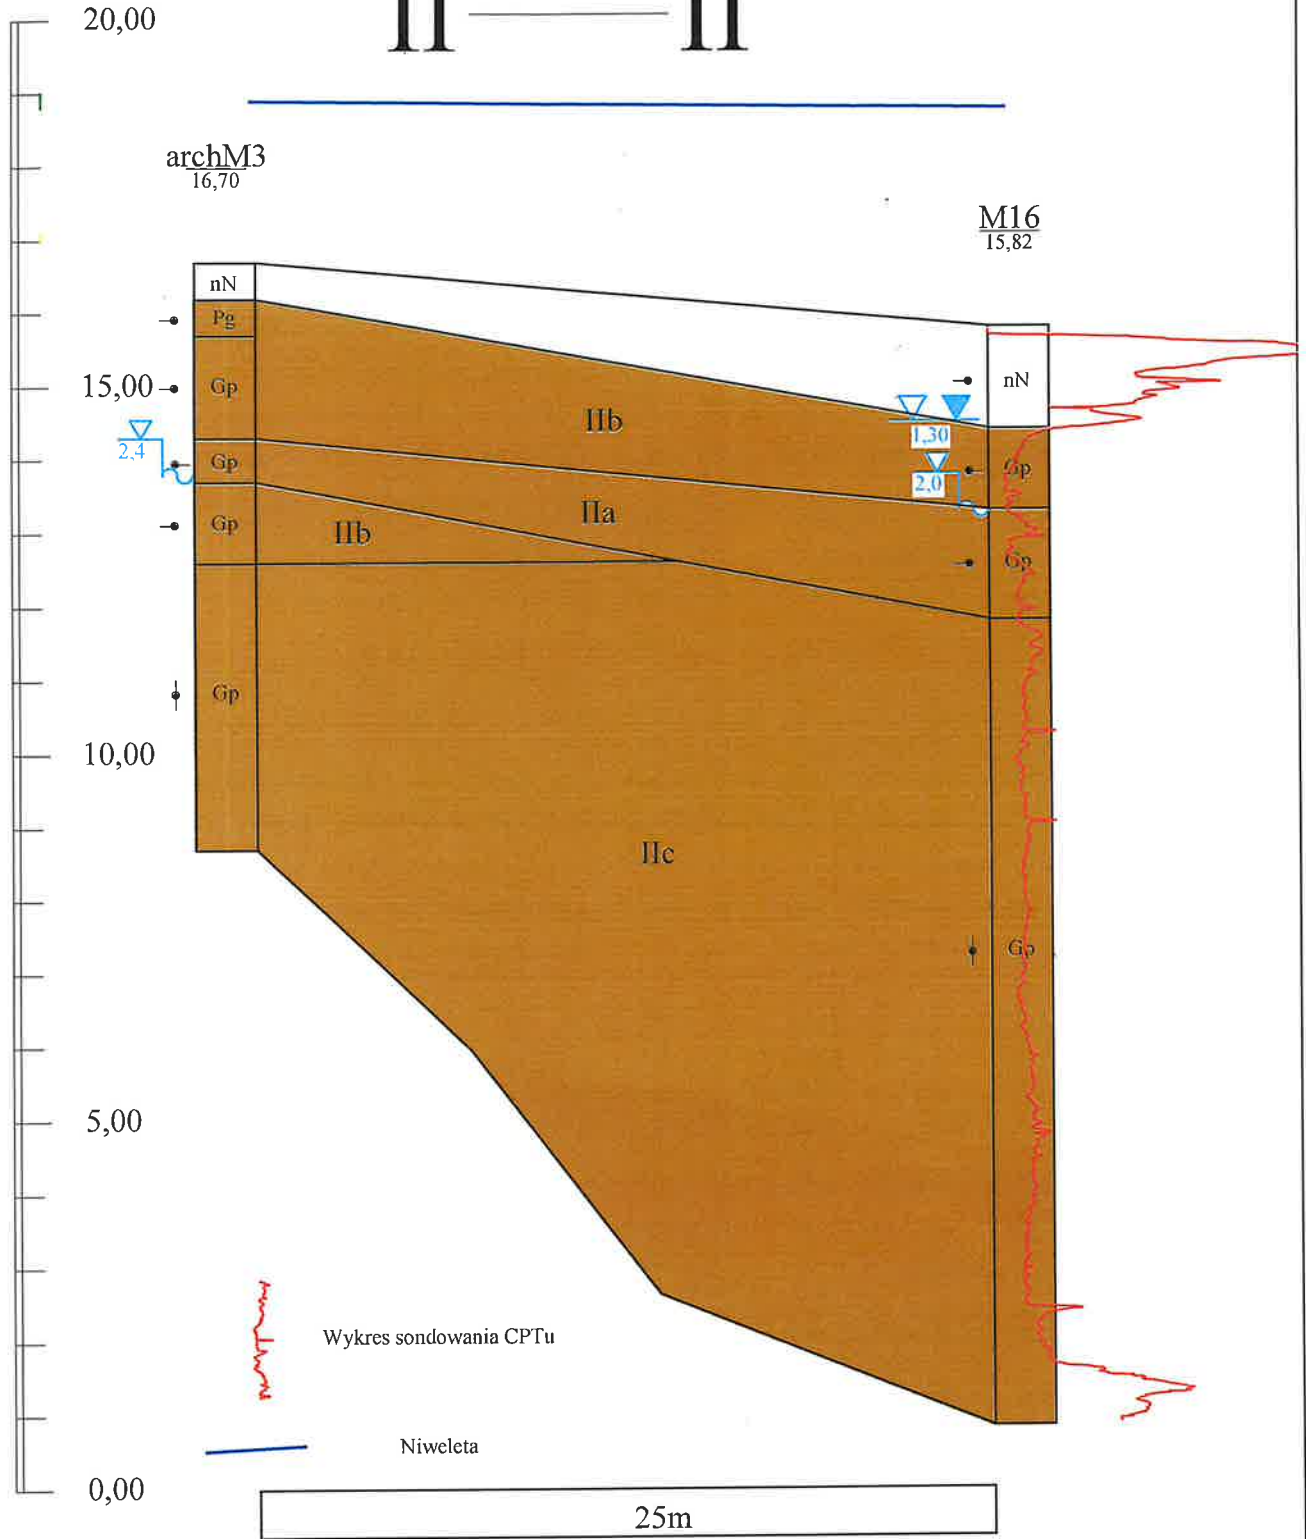 20,00
II — II
archM3
16,70
M16
15,82
nN
Pg
15,00
Gp
nN
IIb
1,30
2,4
Gp
Gp
2,0
IIa
Gp
IIb
Gp
Gp
10,00
IIc
Gp
5,00
Wykres sondowania CPTu
Niweleta
0,00
25m